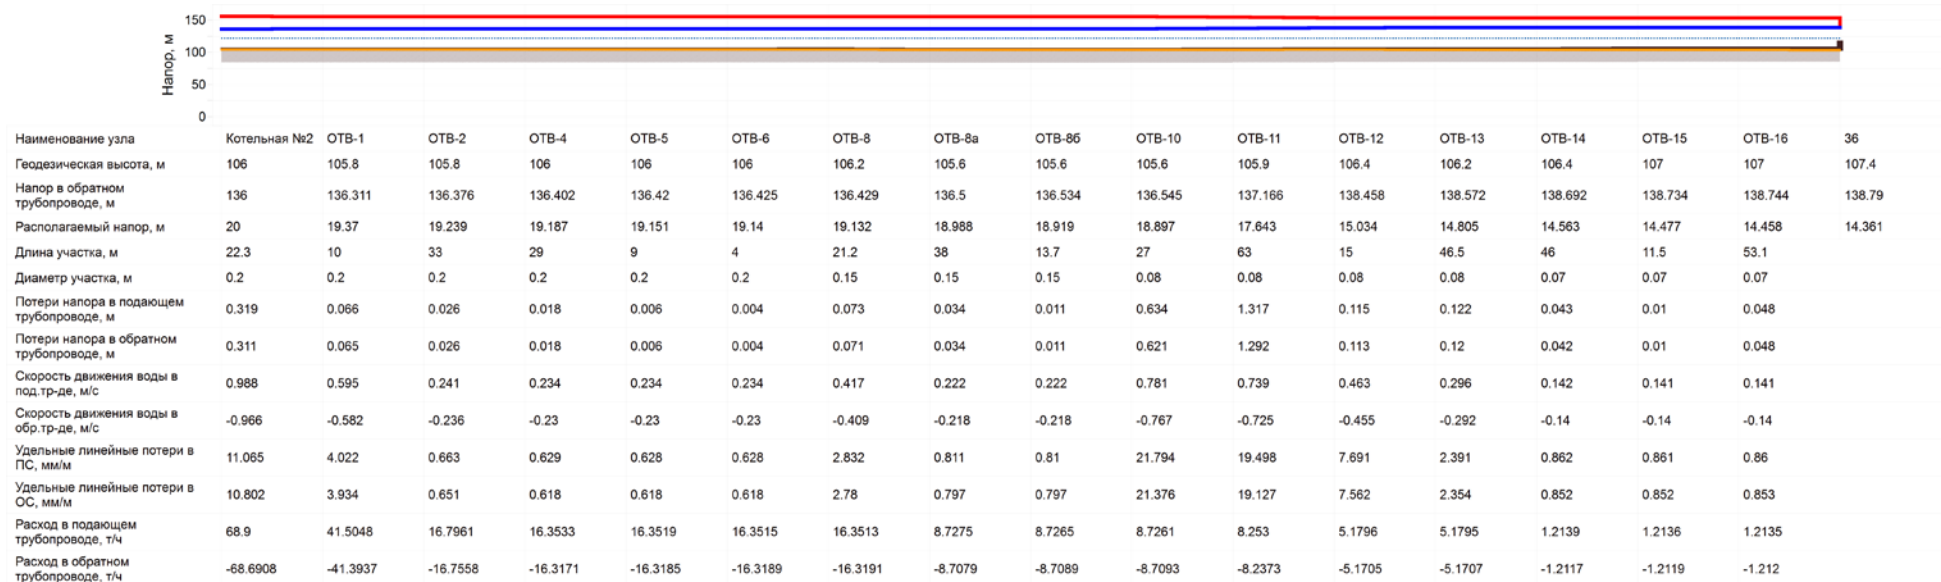 150
100
50
0
Напор, м
Наименование узла Котельная №2 ОТВ-1 ОТВ-2 ОТВ-4 ОТВ-5 ОТВ-6 ОТВ-8 ОТВ-8а ОТВ-8б ОТВ-10 ОТВ-11 ОТВ-12 ОТВ-13 ОТВ-14 ОТВ-15 ОТВ-16 36
Геодезическая высота, м 106 105.8 105.8 106 106 106 106.2 105.6 105.6 105.6 105.9 106.4 106.2 106.4 107 107 107.4
Напор в обратном
трубопроводе, м 136 136.311 136.376 136.402 136.42 136.425 136.429 136.5 136.534 136.545 137.166 138.458 138.572 138.692 138.734 138.744 138.79
Располагаемый напор, м 20 19.37 19.239 19.187 19.151 19.14 19.132 18.988 18.919 18.897 17.643 15.034 14.805 14.563 14.477 14.458 14.361
Длина участка, м 22.3 10 33 29 9 4 21.2 38 13.7 27 63 15 46.5 46 11.5 53.1
Диаметр участка, м 0.2 0.2 0.2 0.2 0.2 0.2 0.15 0.15 0.15 0.08 0.08 0.08 0.08 0.07 0.07 0.07
Потери напора в подающем
трубопроводе, м 0.319 0.066 0.026 0.018 0.006 0.004 0.073 0.034 0.011 0.634 1.317 0.115 0.122 0.043 0.01 0.048
Потери напора в обратном
трубопроводе, м 0.311 0.065 0.026 0.018 0.006 0.004 0.071 0.034 0.011 0.621 1.292 0.113 0.12 0.042 0.01 0.048
Скорость движения воды в
под.тр-де, м/с 0.988 0.595 0.241 0.234 0.234 0.234 0.417 0.222 0.222 0.781 0.739 0.463 0.296 0.142 0.141 0.141
Скорость движения воды в
обр.тр-де, м/с -0.966 -0.582 -0.236 -0.23 -0.23 -0.23 -0.409 -0.218 -0.218 -0.767 -0.725 -0.455 -0.292 -0.14 -0.14 -0.14
Удельные линейные потери в
ПС, мм/м 11.065 4.022 0.663 0.629 0.628 0.628 2.832 0.811 0.81 21.794 19.498 7.691 2.391 0.862 0.861 0.86
Удельные линейные потери в
ОС, мм/м 10.802 3.934 0.651 0.618 0.618 0.618 2.78 0.797 0.797 21.376 19.127 7.562 2.354 0.852 0.852 0.853
Расход в подающем
трубопроводе, т/ч 68.9 41.5048 16.7961 16.3533 16.3519 16.3515 16.3513 8.7275 8.7265 8.7261 8.253 5.1796 5.1795 1.2139 1.2136 1.2135
Расход в обратном
трубопроводе, т/ч -68.6908 -41.3937 -16.7558 -16.3171 -16.3185 -16.3189 -16.3191 -8.7079 -8.7089 -8.7093 -8.2373 -5.1705 -5.1707 -1.2117 -1.2119 -1.212